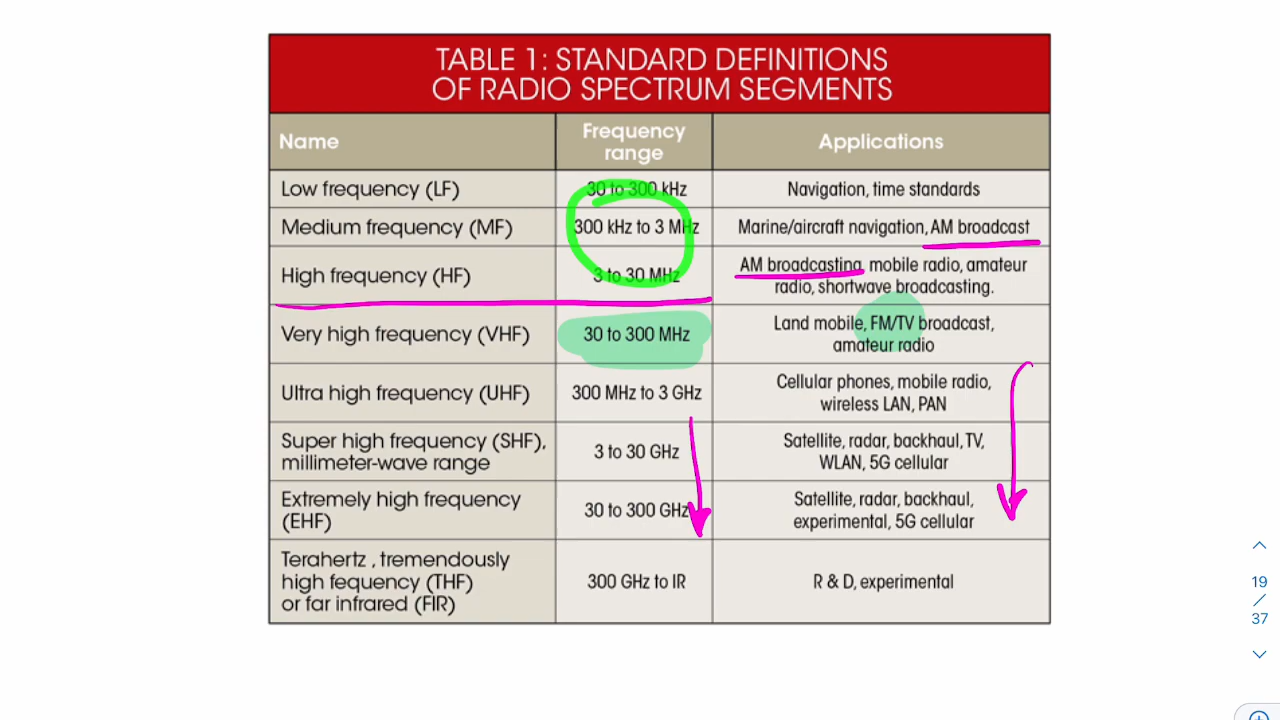 TABLE 1: STANDARD DEFINITIONS
OF RADIO SPECTRUM SEGMENTS
Name
Frequency
range
Applications
Low frequency (LF)
30 to 300 kHz
Navigation, time standards
Medium frequency (MF)
300 kHz to 3 MHz
Marine/aircraft navigation, AM broadcast
High frequency (HF)
3 to 30 MHz
AM broadcasting, mobile radio, amateur
radio, shortwave broadcasting.
Very high frequency (VHF)
30 to 300 MHz
Land mobile, FM/TV broadcast,
amateur radio
Ultra high frequency (UHF)
300 MHz to 3 GHz
Cellular phones, mobile radio,
wireless LAN, PAN
Super high frequency (SHF),
millimeter-wave range
3 to 30 GHz
Satellite, radar, backhaul, TV,
WLAN, 5G cellular
Extremely high frequency
(EHF)
30 to 300 GHz
Satellite, radar, backhaul,
experimental, 5G cellular
Terahertz , tremendously
high fequency (THF)
or far infrared (FIR)
300 GHz to IR
R & D, experimental
19
/
37